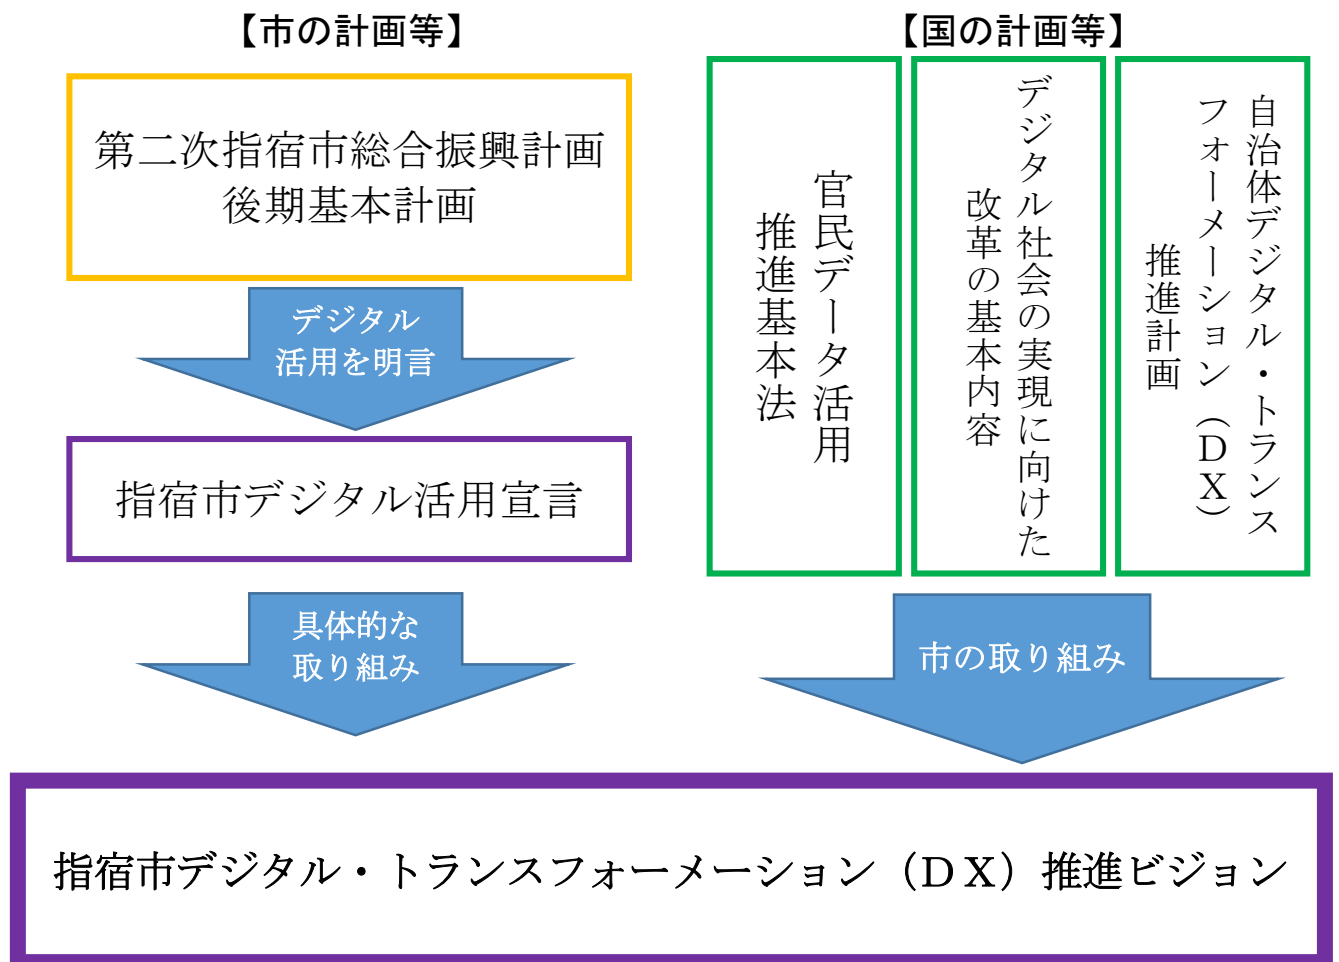 【市の計画等】
第二次指宿市総合振興計画
後期基本計画
デジタル
活用を明言
指宿市デジタル活用宣言
具体的な
取り組み
【国の計画等】
官民データ活用
推進基本法
デジタル社会の実現に向けた
改革の基本内容
自治体デジタル・トランス
フォーメーション（ＤＸ）
推進計画
市の取り組み
指宿市デジタル・トランスフォーメーション（ＤＸ）推進ビジョン